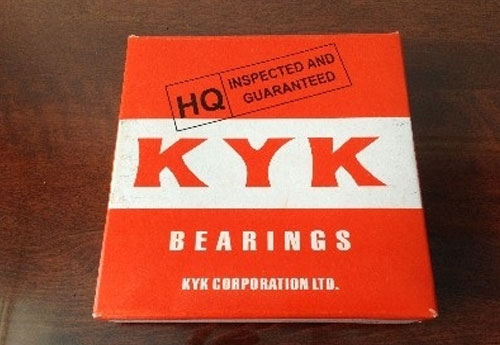 HQ
INSPECTED AND
GUARANTEED
KYK
BEARINGS
KYK CORPORATION LTD.